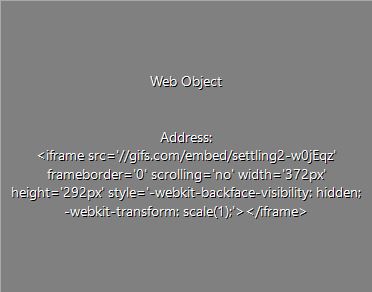 Web Object
Address:
<iframe src='//gifs.com/embed/settling2-w0jEqz'
frameborder='0' scrolling='no' width='372px'
height='292px' style='-webkit-backface-visibility: hidden;
-webkit-transform: scale(1);'></iframe>